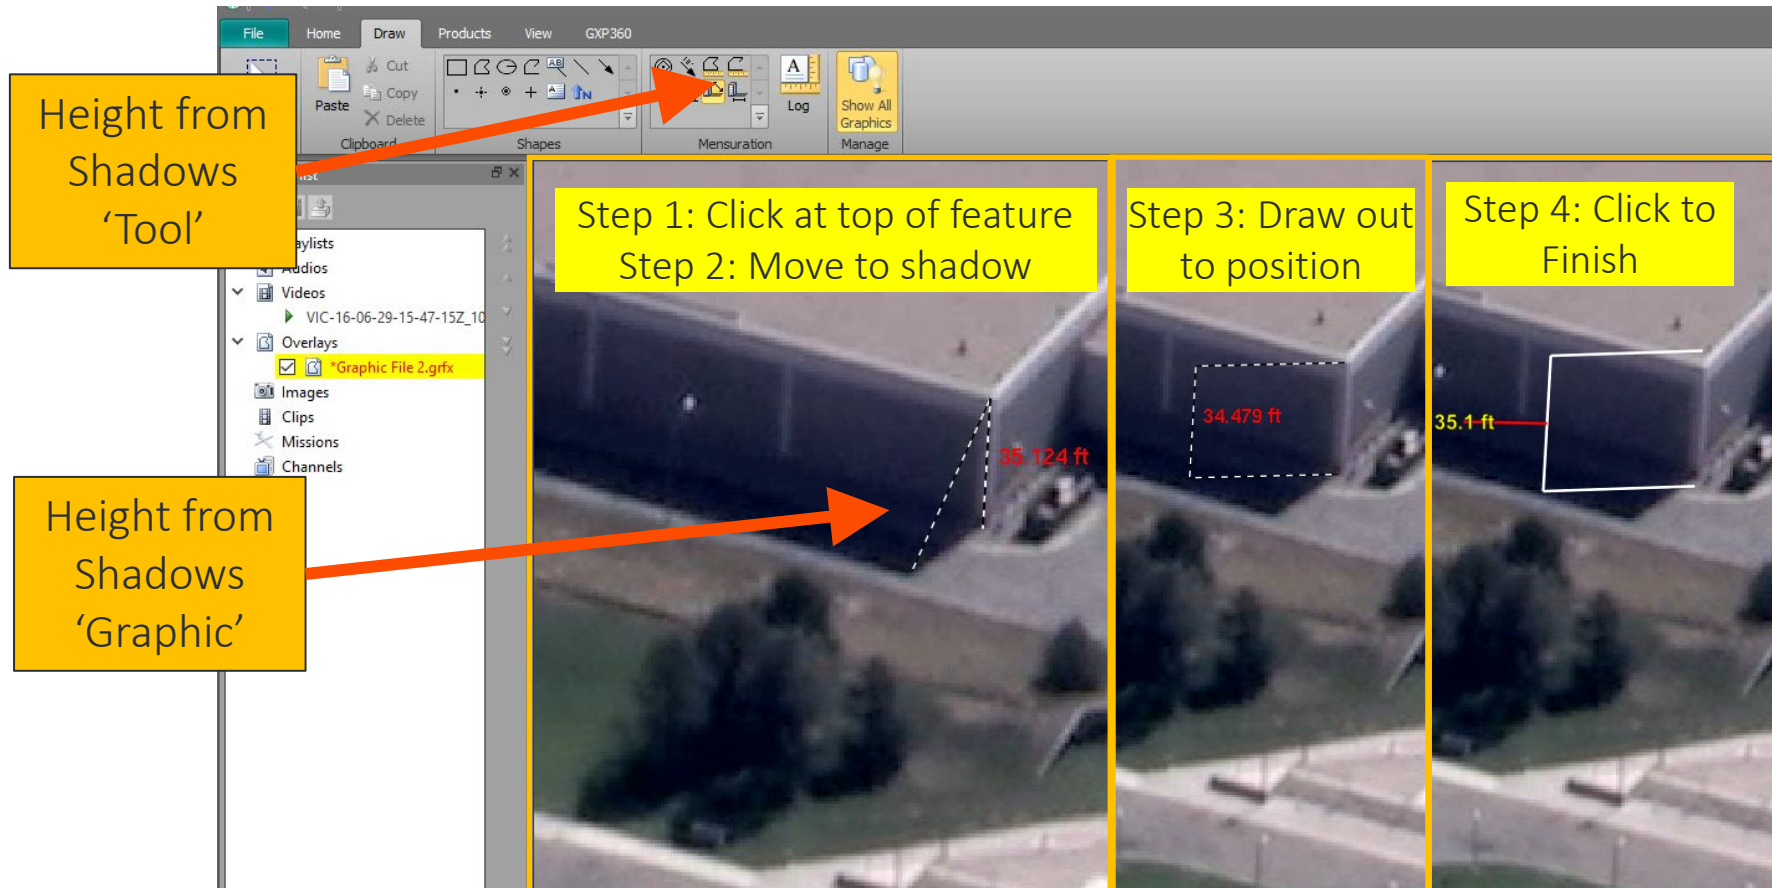 File Home Draw Products View GXP360
Cut
Copy
Delete
Paste
Clipboard
Shapes
Mensuration
Log
Show All
Graphics
Manage
Height from
Shadows
‘Tool’
Audios
Videos
VIC-16-06-29-15-47-15Z_10
Overlays
*Graphic File 2.grfx
Images
Clips
Missions
Channels
Height from
Shadows
‘Graphic’
Step 1: Click at top of feature
Step 2: Move to shadow
35.124 ft
Step 3: Draw out
to position
34.479 ft
Step 4: Click to
Finish
35.1 ft